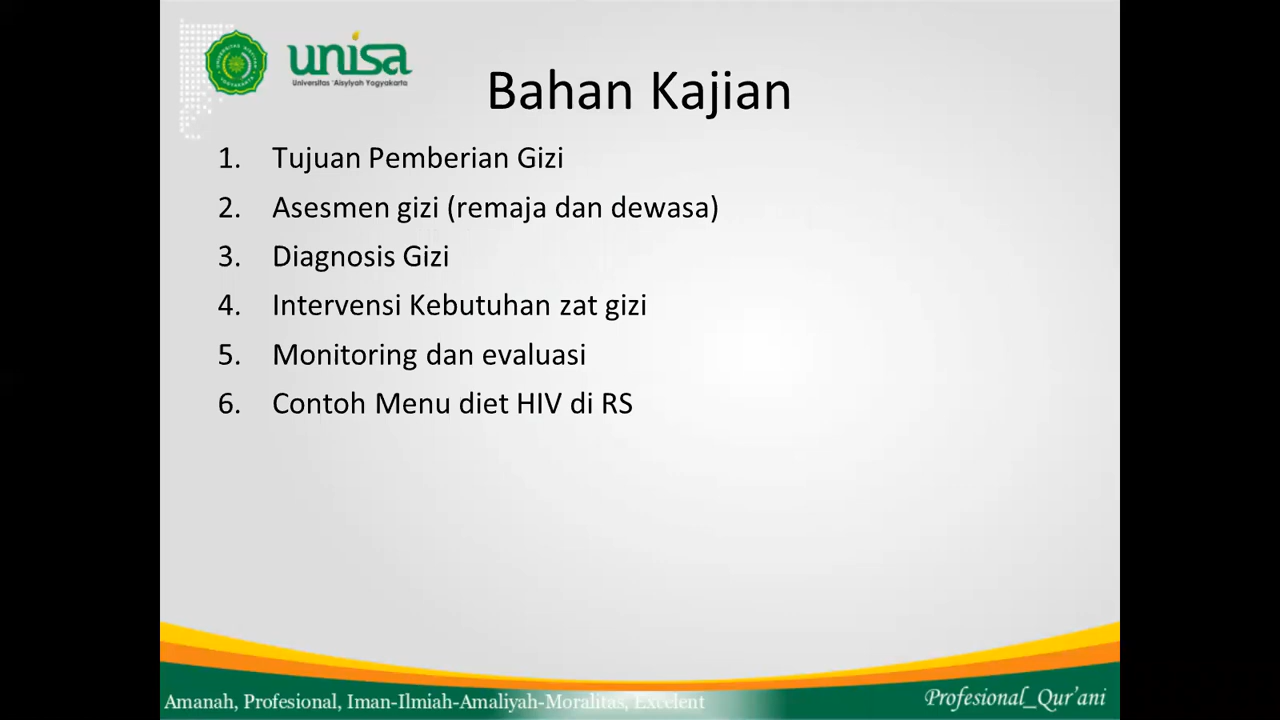 unisa
Universitas 'Aisyiyah Yogyakarta
Bahan Kajian
1. Tujuan Pemberian Gizi
2. Asesmen gizi (remaja dan dewasa)
3. Diagnosis Gizi
4. Intervensi Kebutuhan zat gizi
5. Monitoring dan evaluasi
6. Contoh Menu diet HIV di RS
Amanah, Profesional, Iman-Ilmiah-Amaliyah-Moralitas, Excelent
Profesional_Qur'ani